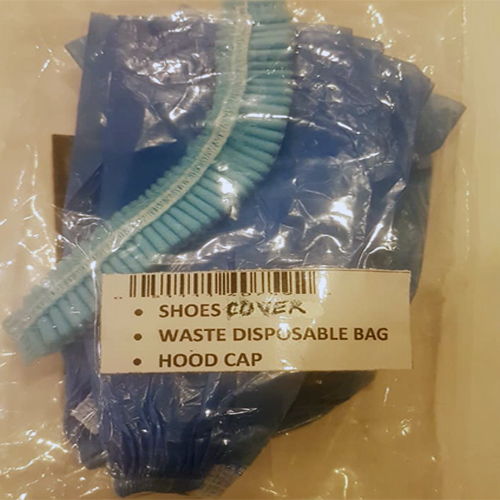 • SHOES COVER
• WASTE DISPOSABLE BAG
• HOOD CAP